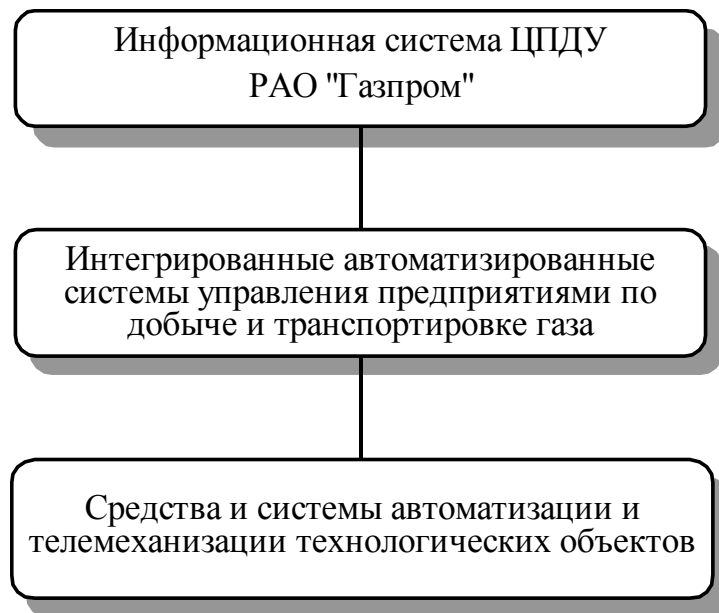 Информационная система ЦПДУ
РАО "Газпром"
Интегрированные автоматизированные
системы управления предприятиями по
добыче и транспортировке газа
Средства и системы автоматизации и
телемеханизации технологических объектов